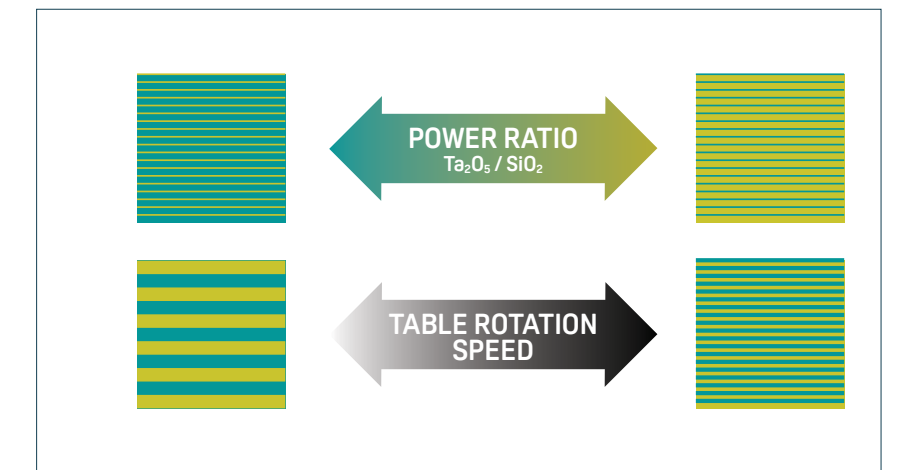 POWER RATIO
Ta₂O₅ / SiO₂
TABLE ROTATION
SPEED